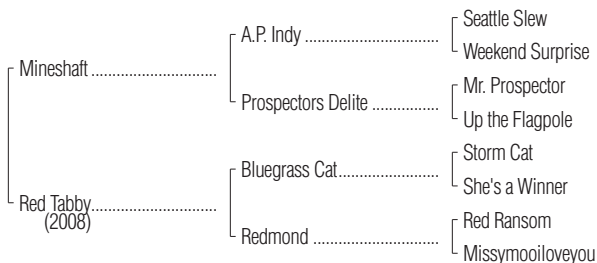 Seattle Slew
A.P. Indy ................................
Weekend Surprise
Mineshaft ..............................
Mr. Prospector
Prospectors Delite ................
Up the Flagpole
Storm Cat
Bluegrass Cat........................
She's a Winner
Red Tabby..............................
(2008)
Red Ransom
Redmond ..............................
Missymooiloveyou